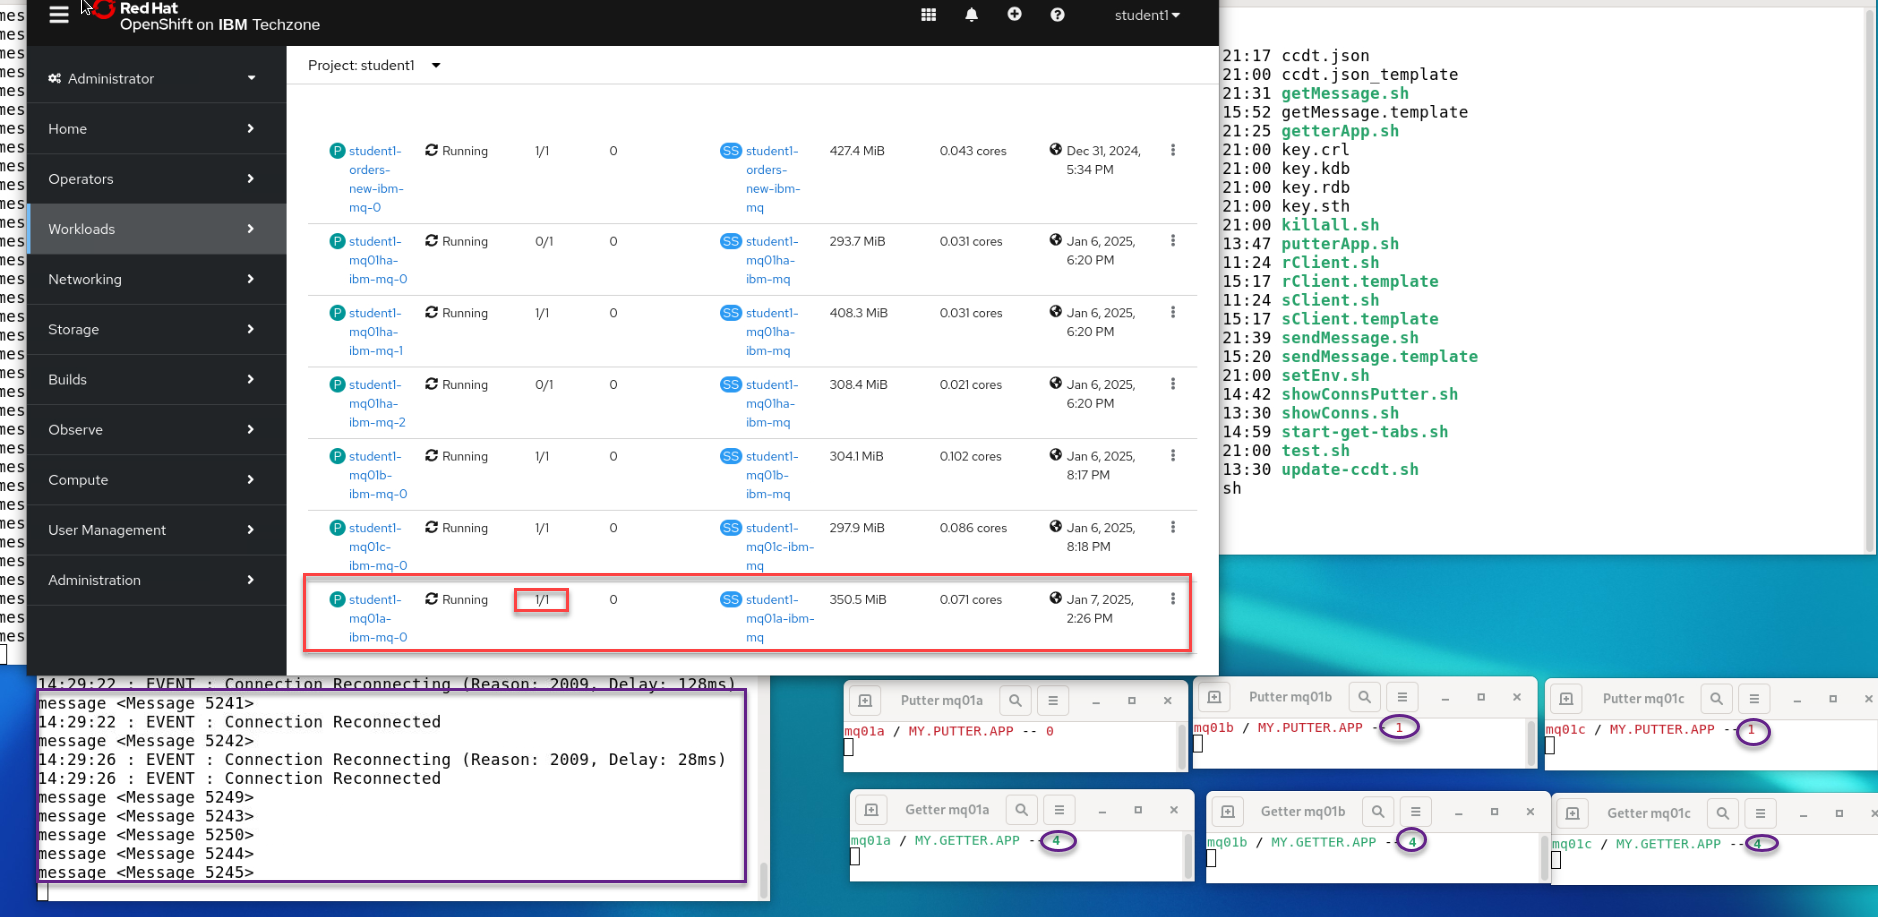 Red Hat
OpenShift on IBM Techzone
student1
Project: student1
Administrator
Home
Operators
Workloads
Networking
Storage
Builds
Observe
Compute
User Management
Administration
P student1- Running 1/1 0 SS student1- 427.4 MiB 0.043 cores Dec 31, 2024,
orders- orders- 5:34 PM
new-ibm- new-ibm-
mq-0 mq
P student1- Running 0/1 0 SS student1- 293.7 MiB 0.031 cores Jan 6, 2025,
mq01ha- mq01ha- 6:20 PM
ibm-mq-0 ibm-mq
P student1- Running 1/1 0 SS student1- 408.3 MiB 0.031 cores Jan 6, 2025,
mq01ha- mq01ha- 6:20 PM
ibm-mq-1 ibm-mq
P student1- Running 0/1 0 SS student1- 308.4 MiB 0.021 cores Jan 6, 2025,
mq01ha- mq01ha- 6:20 PM
ibm-mq-2 ibm-mq
P student1- Running 1/1 0 SS student1- 304.1 MiB 0.102 cores Jan 6, 2025,
mq01b- mq01b- 8:17 PM
ibm-mq-0 ibm-mq
P student1- Running 1/1 0 SS student1- 297.9 MiB 0.086 cores Jan 6, 2025,
mq01c- mq01c-ibm- 8:18 PM
ibm-mq-0 mq
P student1- Running 1/1 0 SS student1- 350.5 MiB 0.071 cores Jan 7, 2025,
mq01a- mq01a-ibm- 2:26 PM
ibm-mq-0 mq
21:17 ccdt.json
21:00 ccdt.json_template
21:31 getMessage.sh
15:52 getMessage.template
21:25 getterApp.sh
21:00 key.crl
21:00 key.kdb
21:00 key.rdb
21:00 key.sth
21:00 killall.sh
13:47 putterApp.sh
11:24 rClient.sh
15:17 rClient.template
11:24 sClient.sh
15:17 sClient.template
21:39 sendMessage.sh
15:20 sendMessage.template
21:00 setEnv.sh
14:42 showConnsPutter.sh
13:30 showConns.sh
14:59 start-get-tabs.sh
21:00 test.sh
13:30 update-ccdt.sh
sh
14:29:22 : EVENT : Connection Reconnecting (Reason: 2009, Delay: 128ms)
message <Message 5241>
14:29:22 : EVENT : Connection Reconnected
message <Message 5242>
14:29:26 : EVENT : Connection Reconnecting (Reason: 2009, Delay: 28ms)
14:29:26 : EVENT : Connection Reconnected
message <Message 5249>
message <Message 5243>
message <Message 5250>
message <Message 5244>
message <Message 5245>
Putter mq01a
mq01a / MY.PUTTER.APP -- 0
Putter mq01b
mq01b / MY.PUTTER.APP -- 1
Putter mq01c
mq01c / MY.PUTTER.APP -- 1
Getter mq01a
mq01a / MY.GETTER.APP -- 4
Getter mq01b
mq01b / MY.GETTER.APP -- 4
Getter mq01c
mq01c / MY.GETTER.APP -- 4